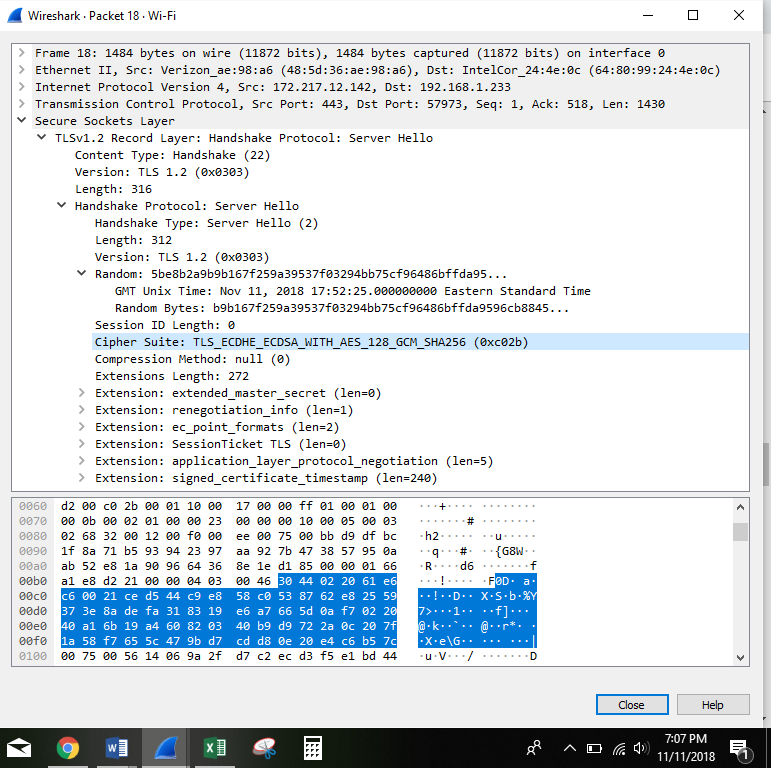 Wireshark · Packet 18 · Wi-Fi
Frame 18: 1484 bytes on wire (11872 bits), 1484 bytes captured (11872 bits) on interface 0
Ethernet II, Src: Verizon_ae:98:a6 (48:5d:36:ae:98:a6), Dst: IntelCor_24:4e:0c (64:80:99:24:4e:0c)
Internet Protocol Version 4, Src: 172.217.12.142, Dst: 192.168.1.233
Transmission Control Protocol, Src Port: 443, Dst Port: 57973, Seq: 1, Ack: 518, Len: 1430
Secure Sockets Layer
TLSv1.2 Record Layer: Handshake Protocol: Server Hello
Content Type: Handshake (22)
Version: TLS 1.2 (0x0303)
Length: 316
Handshake Protocol: Server Hello
Handshake Type: Server Hello (2)
Length: 312
Version: TLS 1.2 (0x0303)
Random: 5be8b2a9b9b167f259a39537f03294bb75cf96486bffda95...
GMT Unix Time: Nov 11, 2018 17:52:25.000000000 Eastern Standard Time
Random Bytes: b9b167f259a39537f03294bb75cf96486bffda9596cb8845...
Session ID Length: 0
Cipher Suite: TLS_ECDHE_ECDSA_WITH_AES_128_GCM_SHA256 (0xc02b)
Compression Method: null (0)
Extensions Length: 272
Extension: extended_master_secret (len=0)
Extension: renegotiation_info (len=1)
Extension: ec_point_formats (len=2)
Extension: SessionTicket TLS (len=0)
Extension: application_layer_protocol_negotiation (len=5)
Extension: signed_certificate_timestamp (len=240)
0060 d2 00 c0 2b 00 01 10 00 17 00 00 ff 01 00 01 00 ···+···· ········
0070 00 0b 00 02 01 00 00 23 00 00 00 10 00 05 00 03 ·······# ········
0080 02 68 32 00 12 00 f0 00 ee 00 75 00 bb d9 df bc ·h2····· ··u·····
0090 1f 8a 71 b5 93 94 23 97 aa 92 7b 47 38 57 95 0a ··q···#· ··{G8W··
00a0 ab 52 e8 1a 90 96 64 36 8e 1e d1 85 00 00 01 66 ·R····d6 ·······f
00b0 a1 e8 d2 21 00 00 04 03 00 46 30 44 02 20 61 e6 ···!···· ·F0D· a·
00c0 c6 00 21 ce d5 44 c9 e8 58 c0 53 87 62 e8 25 59 ··!··D·· X·S·b·%Y
00d0 37 3e 8a de fa 31 83 19 e6 a7 66 5d 0a f7 02 20 7>···1·· ··f]···
00e0 40 a1 6b 19 a4 60 82 03 40 b9 d9 72 2a 0c 20 7f @·k··`·· @··r*· ·
00f0 1a 58 f7 65 5c 47 9b d7 cd d8 0e 20 e4 c6 b5 7c ·X·e\G·· ··· ···|
0100 00 75 00 56 14 06 9a 2f d7 c2 ec d3 f5 e1 bd 44 ·u·V···/ ·······D
Close Help
7:07 PM
11/11/2018
1